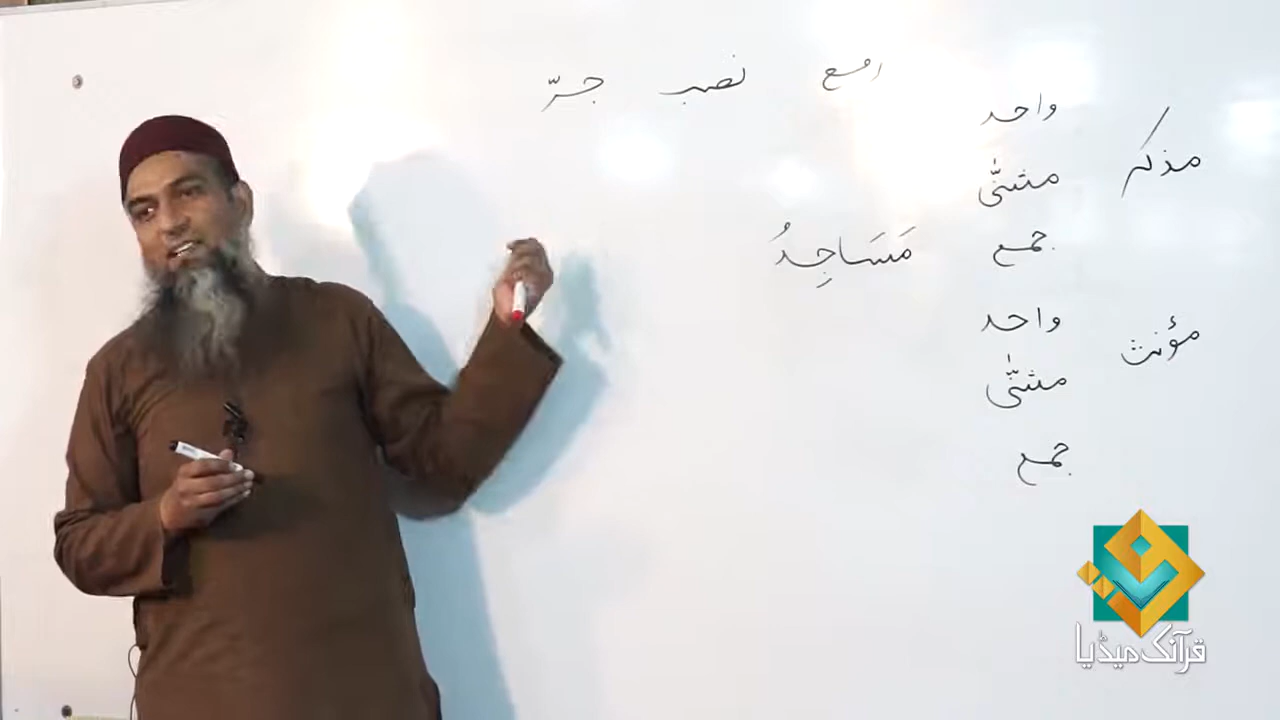 رفع نصب جرّ
واحد
مذکر
مثنّٰی
جمع مَسَاجِدُ
واحد
مؤنث
مثنّٰی
جمع
قرآنک میڈیا